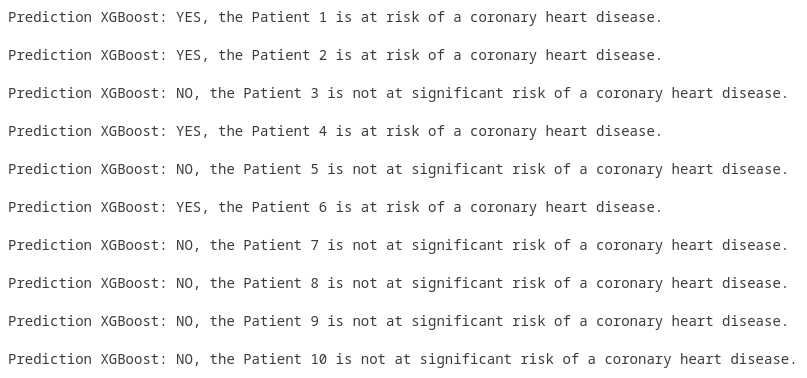 Prediction XGBoost: YES, the Patient 1 is at risk of a coronary heart disease.
Prediction XGBoost: YES, the Patient 2 is at risk of a coronary heart disease.
Prediction XGBoost: NO, the Patient 3 is not at significant risk of a coronary heart disease.
Prediction XGBoost: YES, the Patient 4 is at risk of a coronary heart disease.
Prediction XGBoost: NO, the Patient 5 is not at significant risk of a coronary heart disease.
Prediction XGBoost: YES, the Patient 6 is at risk of a coronary heart disease.
Prediction XGBoost: NO, the Patient 7 is not at significant risk of a coronary heart disease.
Prediction XGBoost: NO, the Patient 8 is not at significant risk of a coronary heart disease.
Prediction XGBoost: NO, the Patient 9 is not at significant risk of a coronary heart disease.
Prediction XGBoost: NO, the Patient 10 is not at significant risk of a coronary heart disease.